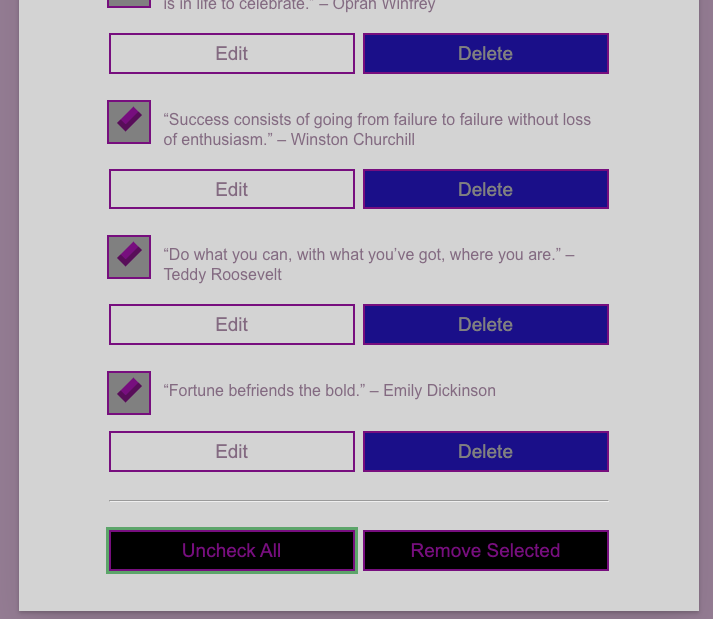 is in life to celebrate.” – Oprah Winfrey
Edit
Delete
“Success consists of going from failure to failure without loss
of enthusiasm.” – Winston Churchill
Edit
Delete
“Do what you can, with what you’ve got, where you are.” –
Teddy Roosevelt
Edit
Delete
“Fortune befriends the bold.” – Emily Dickinson
Edit
Delete
Uncheck All
Remove Selected